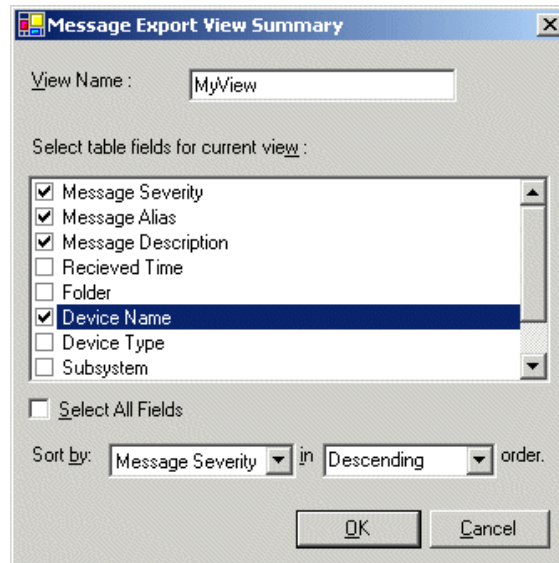 Message Export View Summary
View Name : MyView
Select table fields for current view :
Message Severity
Message Alias
Message Description
Recieved Time
Folder
Device Name
Device Type
Subsystem
Select All Fields
Sort by: Message Severity in Descending order.
OK Cancel